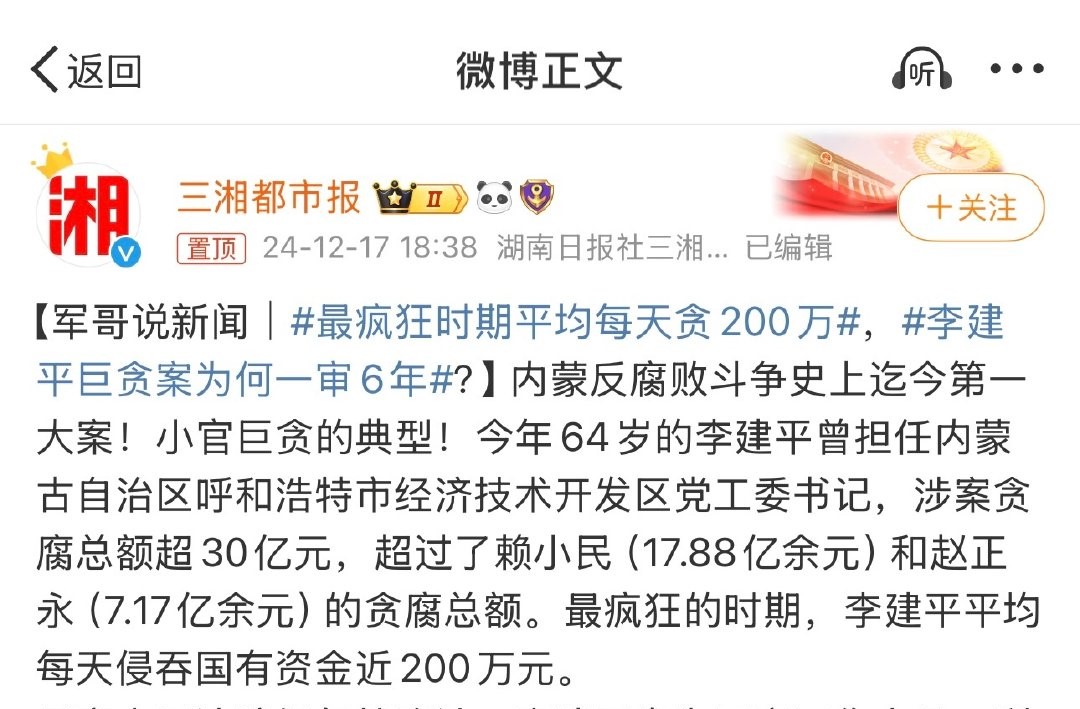 返回
微博正文
听
湘
三湘都市报
II
+关注
置顶 24-12-17 18:38 湖南日报社三湘... 已编辑
【军哥说新闻｜#最疯狂时期平均每天贪200万#，#李建
平巨贪案为何一审6年#?】内蒙反腐败斗争史上迄今第一
大案！小官巨贪的典型！今年64岁的李建平曾担任内蒙
古自治区呼和浩特市经济技术开发区党工委书记，涉案贪
腐总额超30亿元，超过了赖小民（17.88亿余元）和赵正
永（7.17亿余元）的贪腐总额。最疯狂的时期，李建平平均
每天侵吞国有资金近200万元。